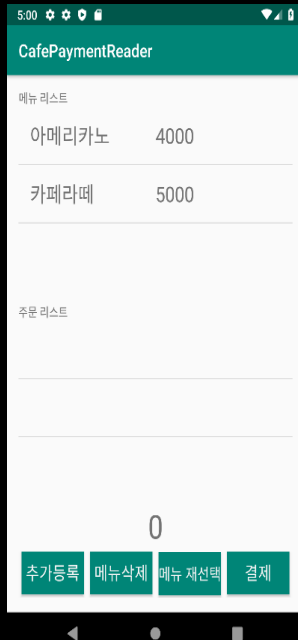 5:00
CafePaymentReader
메뉴 리스트
아메리카노 4000
카페라떼 5000
주문 리스트
0
추가등록 메뉴삭제 메뉴 재선택 결제